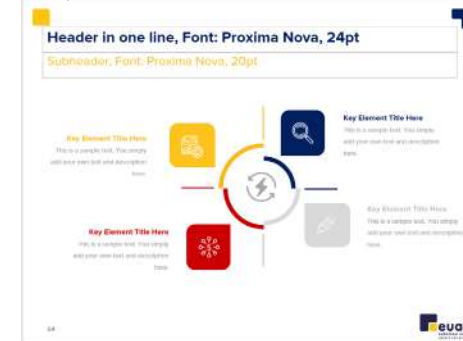 Header in one line, Font: Proxima Nova, 24pt
Subheader, Font: Proxima Nova, 20pt
Key Element Title Here
This is a sample text. You simply
add your own text and description
here.
Key Element Title Here
This is a sample text. You simply
add your own text and description
here.
Key Element Title Here
This is a sample text. You simply
add your own text and description
here.
Key Element Title Here
This is a sample text. You simply
add your own text and description
here.
eua